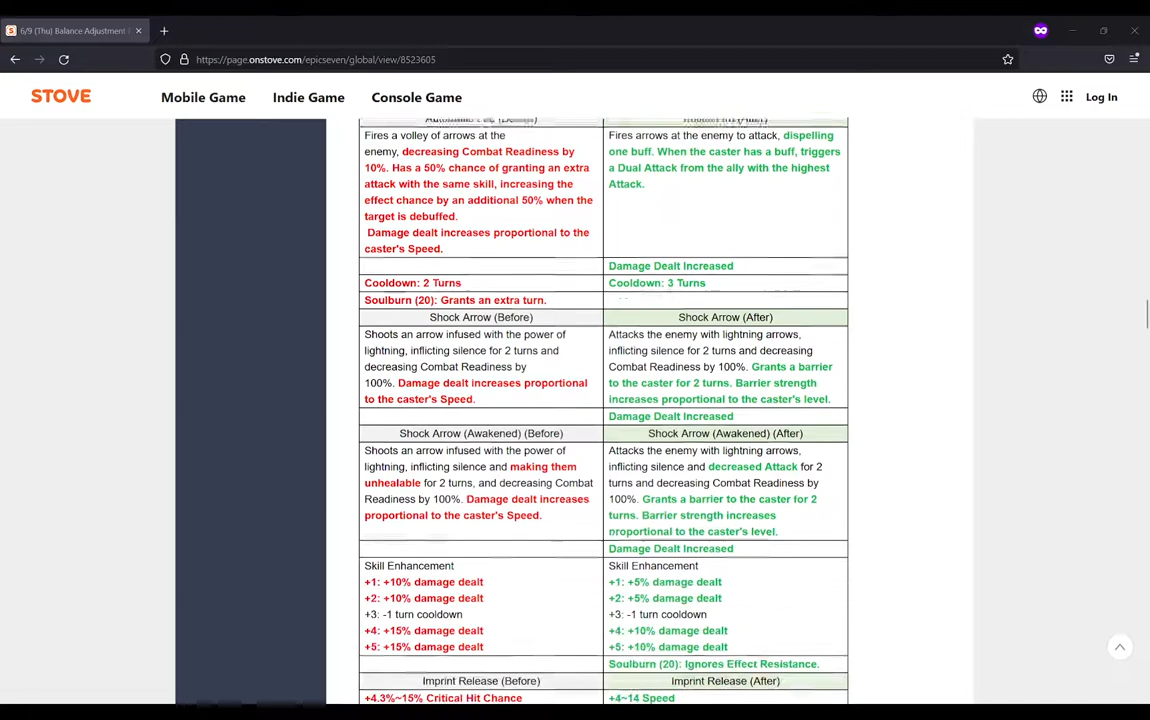 6/9 (Thu) Balance Adjustment
https://page.onstove.com/epicseven/global/view/8523605
STOVE
Mobile Game
Indie Game
Console Game
Log In
Fires a volley of arrows at the
enemy, decreasing Combat Readiness by
10%. Has a 50% chance of granting an extra
attack with the same skill, increasing the
effect chance by an additional 50% when the
target is debuffed.
Damage dealt increases proportional to the
caster's Speed.
Fires arrows at the enemy to attack, dispelling
one buff. When the caster has a buff, triggers
a Dual Attack from the ally with the highest
Attack.
Damage Dealt Increased
Cooldown: 2 Turns
Cooldown: 3 Turns
Soulburn (20): Grants an extra turn.
Shock Arrow (Before)
Shock Arrow (After)
Shoots an arrow infused with the power of
lightning, inflicting silence for 2 turns and
decreasing Combat Readiness by
100%. Damage dealt increases proportional
to the caster's Speed.
Attacks the enemy with lightning arrows,
inflicting silence for 2 turns and decreasing
Combat Readiness by 100%. Grants a barrier
to the caster for 2 turns. Barrier strength
increases proportional to the caster's level.
Damage Dealt Increased
Shock Arrow (Awakened) (Before)
Shock Arrow (Awakened) (After)
Shoots an arrow infused with the power of
lightning, inflicting silence and making them
unhealable for 2 turns, and decreasing Combat
Readiness by 100%. Damage dealt increases
proportional to the caster's Speed.
Attacks the enemy with lightning arrows,
inflicting silence and decreased Attack for 2
turns and decreasing Combat Readiness by
100%. Grants a barrier to the caster for 2
turns. Barrier strength increases
proportional to the caster's level.
Damage Dealt Increased
Skill Enhancement
+1: +10% damage dealt
+2: +10% damage dealt
+3: -1 turn cooldown
+4: +15% damage dealt
+5: +15% damage dealt
Skill Enhancement
+1: +5% damage dealt
+2: +5% damage dealt
+3: -1 turn cooldown
+4: +10% damage dealt
+5: +10% damage dealt
Soulburn (20): Ignores Effect Resistance.
Imprint Release (Before)
Imprint Release (After)
+4.3%~15% Critical Hit Chance
+4~14 Speed